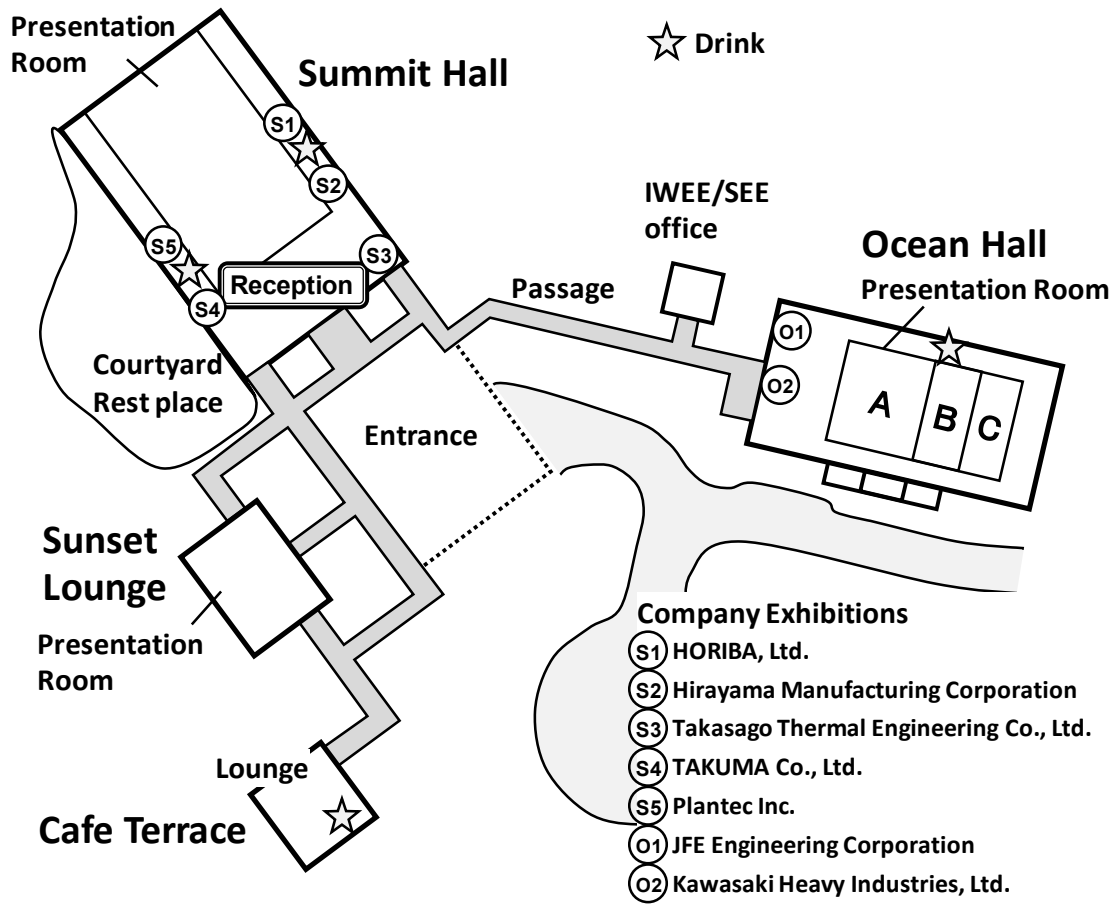 Presentation
Room
Summit Hall
Drink
S1
S2
S5
S3
S4
Reception
IWEE/SEE
office
Ocean Hall
Presentation Room
Passage
O1
O2
A
B
C
Courtyard
Rest place
Entrance
Sunset
Lounge
Presentation
Room
Lounge
Cafe Terrace
Company Exhibitions
S1 HORIBA, Ltd.
S2 Hirayama Manufacturing Corporation
S3 Takasago Thermal Engineering Co., Ltd.
S4 TAKUMA Co., Ltd.
S5 Plantec Inc.
O1 JFE Engineering Corporation
O2 Kawasaki Heavy Industries, Ltd.